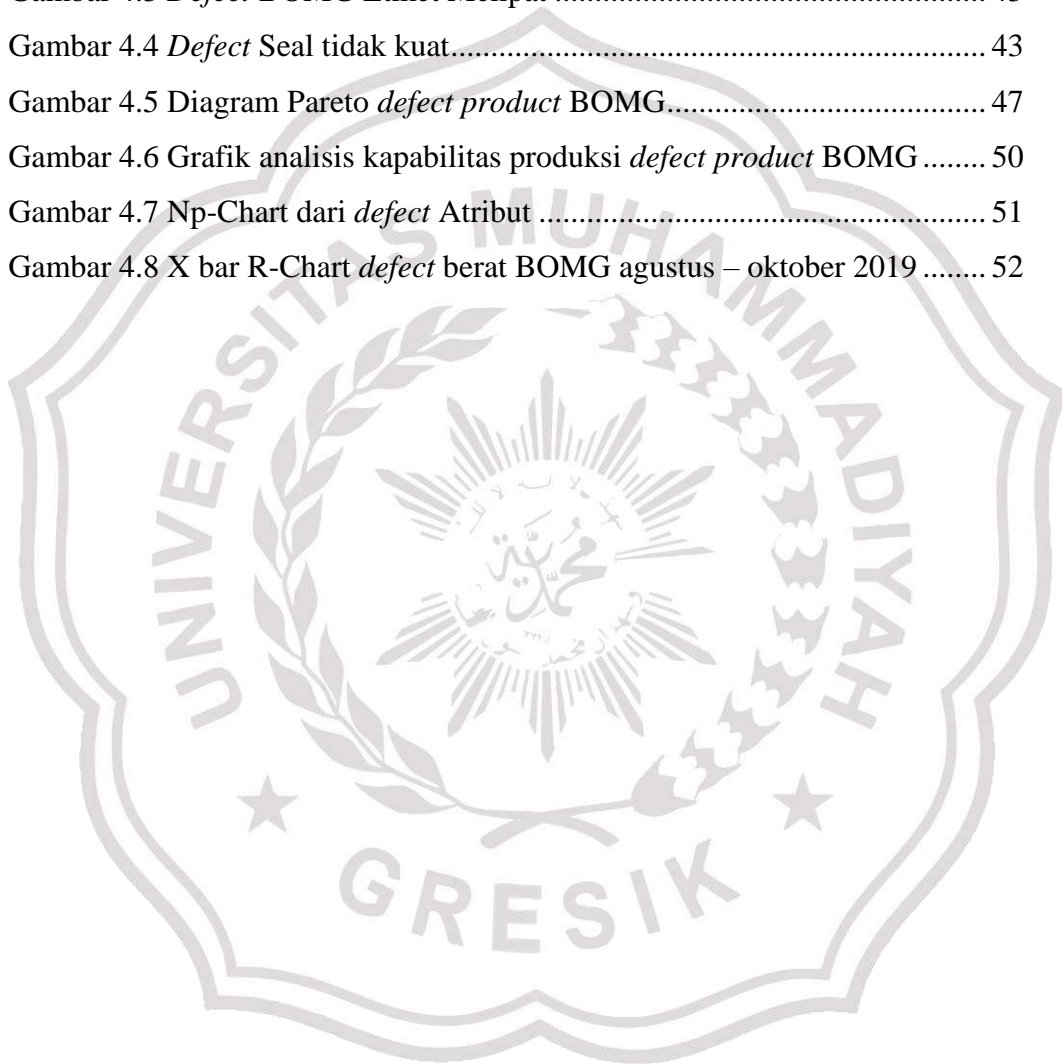 Gambar 4.4 Defect Seal tidak kuat.................................................................. 43
Gambar 4.5 Diagram Pareto defect product BOMG....................................... 47
Gambar 4.6 Grafik analisis kapabilitas produksi defect product BOMG ........ 50
Gambar 4.7 Np-Chart dari defect Atribut ....................................................... 51
Gambar 4.8 X bar R-Chart defect berat BOMG agustus – oktober 2019 ........ 52
UNIVERSITAS MUHAMMADIYAH
محمد
GRESIK